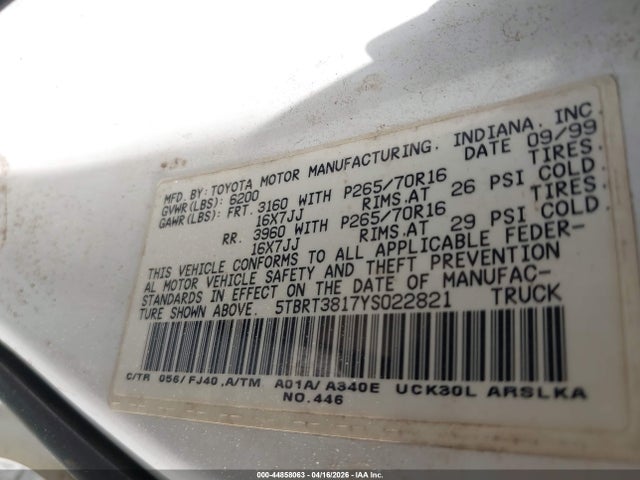 MFD. BY: TOYOTA MOTOR MANUFACTURING, INDIANA, INC.
GVWR(LBS): 6200 DATE 09/99
GAWR(LBS): FRT. 3160 WITH P265/70R16 TIRES.
16X7JJ RIMS.AT 26 PSI COLD.
RR. 3960 WITH P265/70R16 TIRES.
16X7JJ RIMS.AT 29 PSI COLD.
THIS VEHICLE CONFORMS TO ALL APPLICABLE FEDER-
AL MOTOR VEHICLE SAFETY AND THEFT PREVENTION
STANDARDS IN EFFECT ON THE DATE OF MANUFAC-
TURE SHOWN ABOVE. 5TBRT3817YS022821 TRUCK
C/TR 056/FJ40 ,A/TM A01A/A340E UCK30L ARSLKA
NO.446
000-44858063 - 04/16/2026 - IAAI.COM